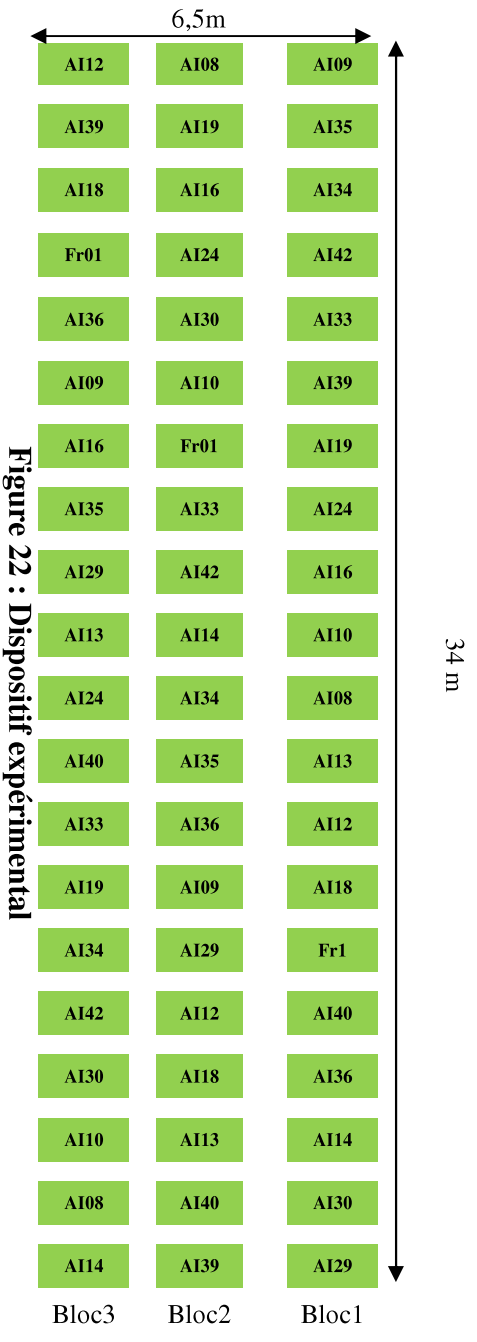 6,5m
AI12 AI08 AI09
AI39 AI19 AI35
AI18 AI16 AI34
Fr01 AI24 AI42
AI36 AI30 AI33
AI09 AI10 AI39
AI16 Fr01 AI19
AI35 AI33 AI24
AI29 AI42 AI16
AI13 AI14 AI10
AI24 AI34 AI08
AI40 AI35 AI13
AI33 AI36 AI12
AI19 AI09 AI18
AI34 AI29 Fr1
AI42 AI12 AI40
AI30 AI18 AI36
AI10 AI13 AI14
AI08 AI40 AI30
AI14 AI39 AI29
Bloc3 Bloc2 Bloc1
34 m
Figure 22 : Dispositif expérimental